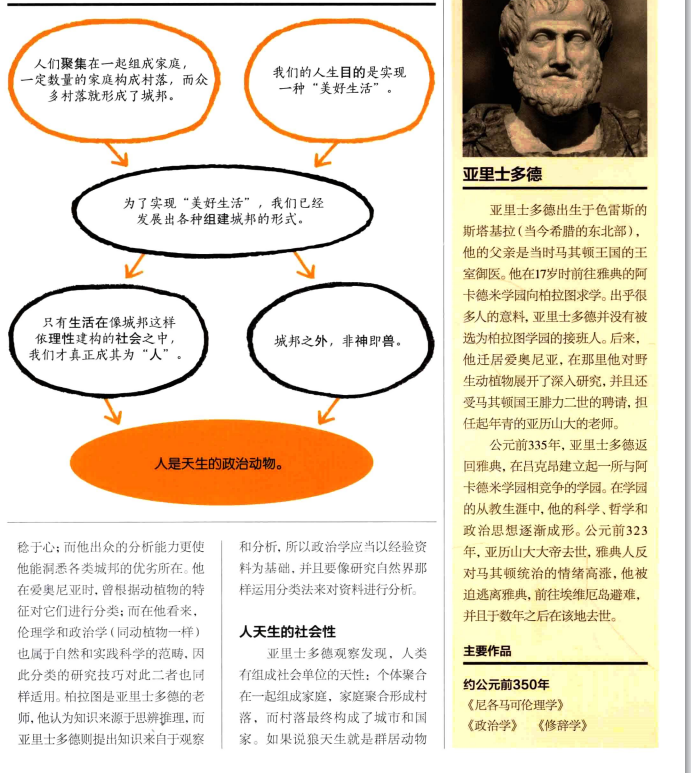 人们聚集在一起组成家庭，
一定数量的家庭构成村落，而众
多村落就形成了城邦。
我们的人生目的是实现
一种“美好生活”。
为了实现“美好生活”，我们已经
发展出各种组建城邦的形式。
只有生活在像城邦这样
依理性建构的社会之中，
我们才真正成其为“人”。
城邦之外，非神即兽。
人是天生的政治动物。
稔于心；而他出众的分析能力更使
他能洞悉各类城邦的优劣所在。他
在爱奥尼亚时，曾根据动植物的特
征对它们进行分类；而在他看来，
伦理学和政治学（同动植物一样）
也属于自然和实践科学的范畴，因
此分类的研究技巧对此二者也同
样适用。柏拉图是亚里士多德的老
师，他认为知识来源于思辨推理，而
亚里士多德则提出知识来自于观察
和分析，所以政治学应当以经验资
料为基础，并且要像研究自然界那
样运用分类法来对资料进行分析。
人天生的社会性
亚里士多德观察发现，人类
有组成社会单位的天性：个体聚合
在一起组成家庭，家庭聚合形成村
落，而村落最终构成了城市和国
家。如果说狼天生就是群居动物
亚里士多德
亚里士多德出生于色雷斯的
斯塔基拉（当今希腊的东北部），
他的父亲是当时马其顿王国的王
室御医。他在17岁时前往雅典的阿
卡德米学园向柏拉图求学。出乎很
多人的意料，亚里士多德并没有被
选为柏拉图学园的接班人。后来，
他迁居爱奥尼亚，在那里他对野
生动植物展开了深入研究，并且还
受马其顿国王腓力二世的聘请，担
任起年青的亚历山大的老师。
公元前335年，亚里士多德返
回雅典，在吕克昂建立起一所与阿
卡德米学园相竞争的学园。在学园
的从教生涯中，他的科学、哲学和
政治思想逐渐成形。公元前323
年，亚历山大大帝去世，雅典人反
对马其顿统治的情绪高涨，他被
迫逃离雅典，前往埃维厄岛避难，
并且于数年之后在该地去世。
主要作品
约公元前350年
《尼各马可伦理学》
《政治学》 《修辞学》